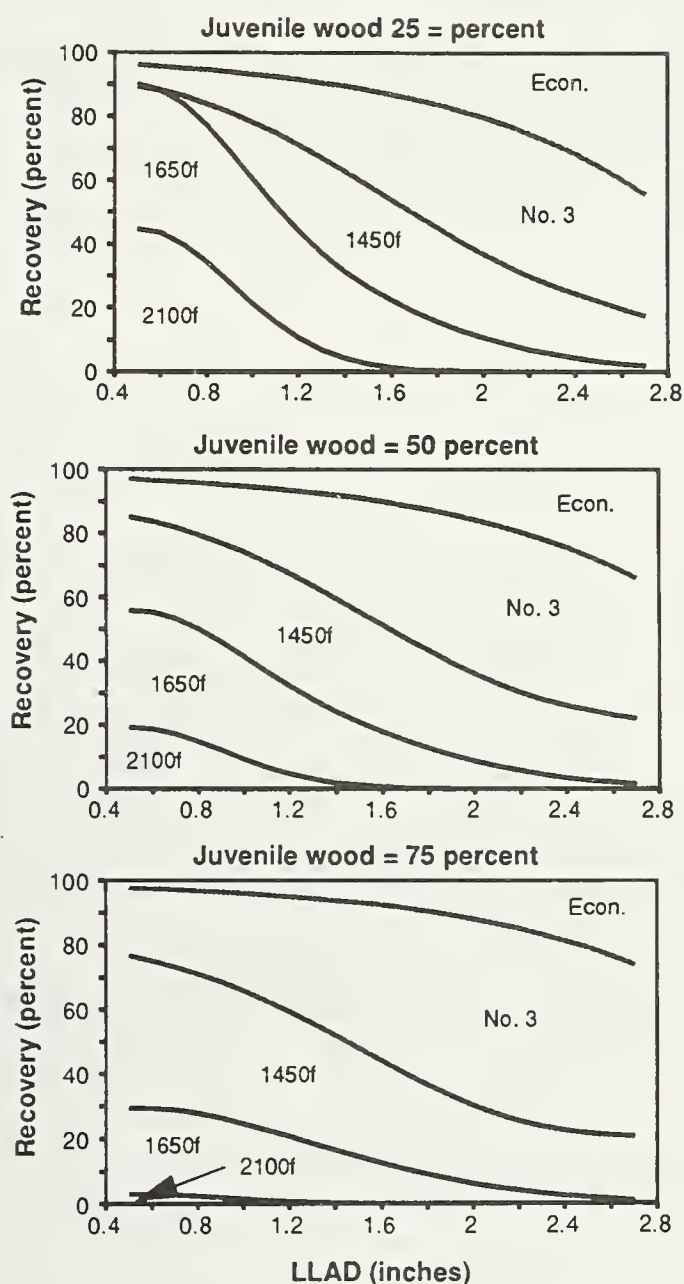 Juvenile wood 25 = percent
Recovery (percent)
100
80
60
40
20
0
Econ.
1650f
No. 3
1450f
2100f
0.4 0.8 1.2 1.6 2 2.4 2.8
Juvenile wood = 50 percent
Recovery (percent)
100
80
60
40
20
0
Econ.
No. 3
1450f
1650f
2100f
0.4 0.8 1.2 1.6 2 2.4 2.8
Juvenile wood = 75 percent
Recovery (percent)
100
80
60
40
20
0
Econ.
No. 3
1450f
1650f
2100f
0.4 0.8 1.2 1.6 2 2.4 2.8
LLAD (inches)